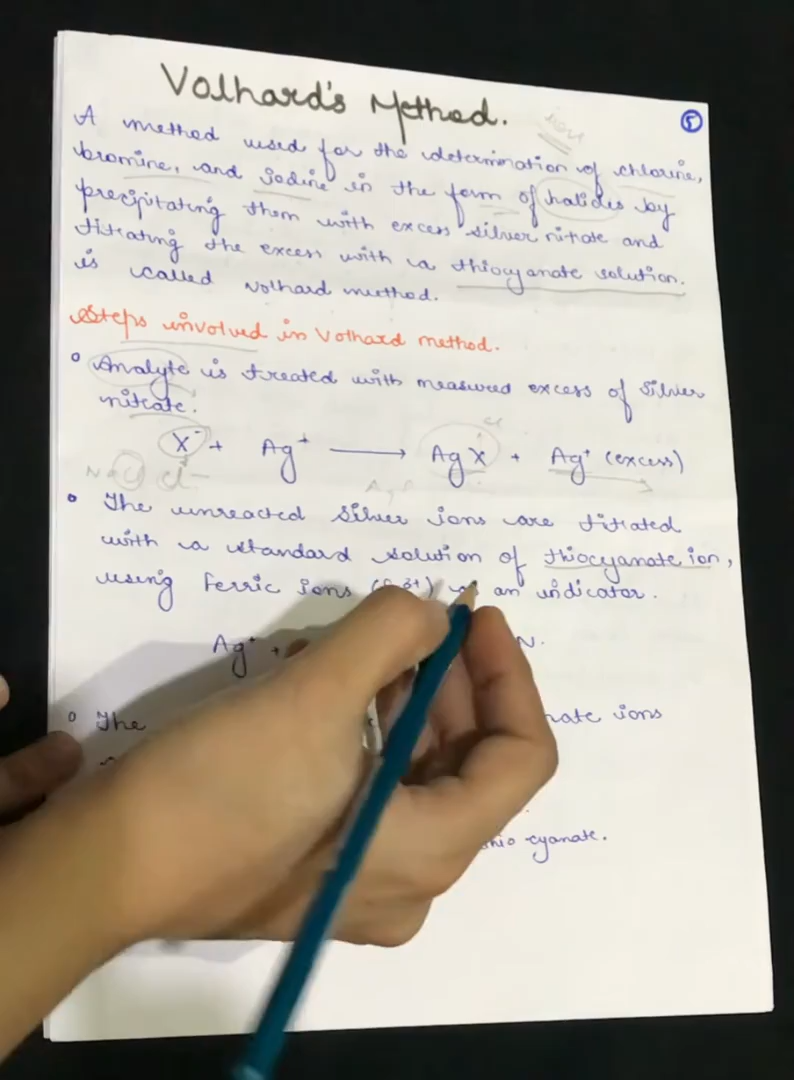 Volhard's Method.
5
A method used for the determination of chlorine,
bromine, and iodine in the form of halides by
precipitating them with excess silver nitrate and
titrating the excess with a thiocyanate solution.
is called Volhard method.
Steps involved in Volhard method.
Analyte is treated with measured excess of silver
nitrate.
X⁻ + Ag⁺ ⟶ AgX + Ag⁺ (excess)
NaCl Cl⁻
The unreacted silver ions are titrated
with a standard solution of thiocyanate ion,
using Ferric ions an indicator.
Ag⁺ + N.
The ions
cyanate.